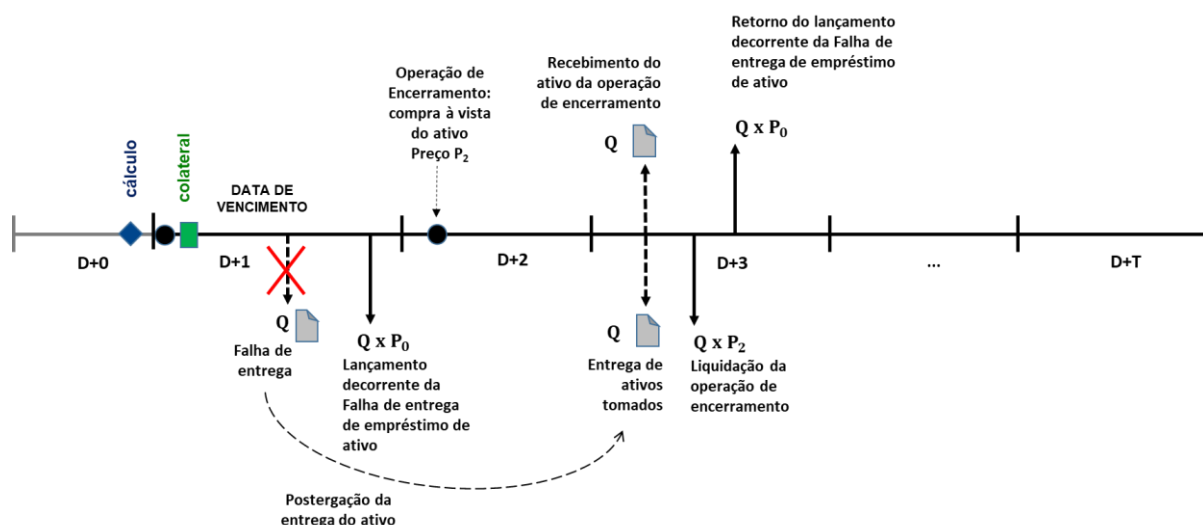 Retorno do lançamento
decorrente da Falha de
entrega de empréstimo
de ativo
Operação de
Encerramento:
compra à vista
do ativo
Preço P₂
Recebimento do
ativo da operação
de encerramento
Q
Q x P₀
cálculo
colateral
DATA DE
VENCIMENTO
D+0
D+1
D+2
D+3
...
D+T
Q
Falha de
entrega
Q x P₀
Lançamento
decorrente da
Falha de entrega
de empréstimo de
ativo
Q
Entrega de
ativos
tomados
Q x P₂
Liquidação da
operação de
encerramento
Postergação da
entrega do ativo